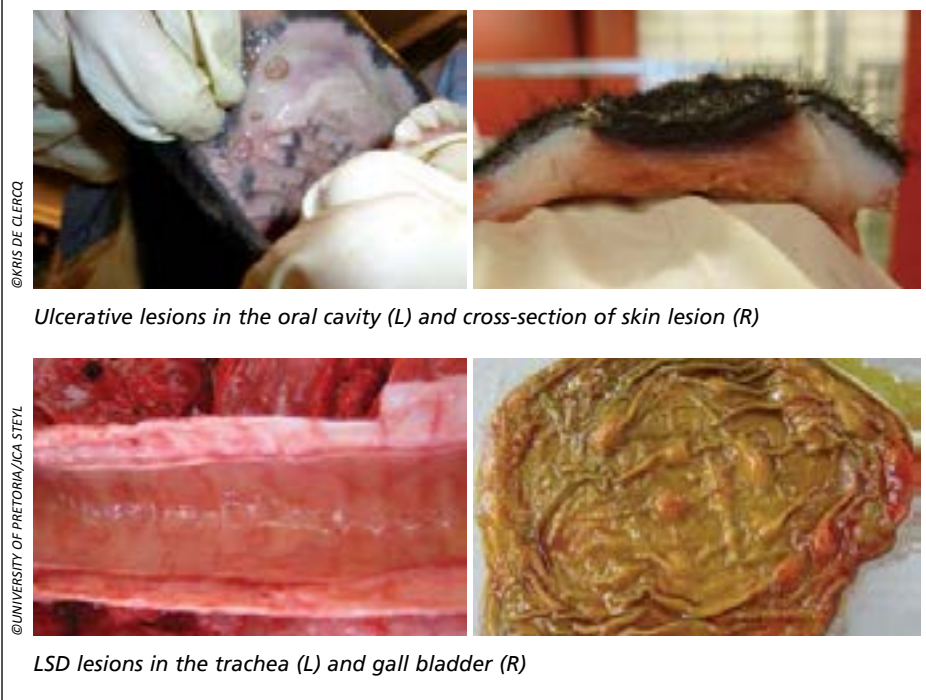 ©KRIS DE CLERCQ
Ulcerative lesions in the oral cavity (L) and cross-section of skin lesion (R)
©UNIVERSITY OF PRETORIA/ICA STEYL
LSD lesions in the trachea (L) and gall bladder (R)